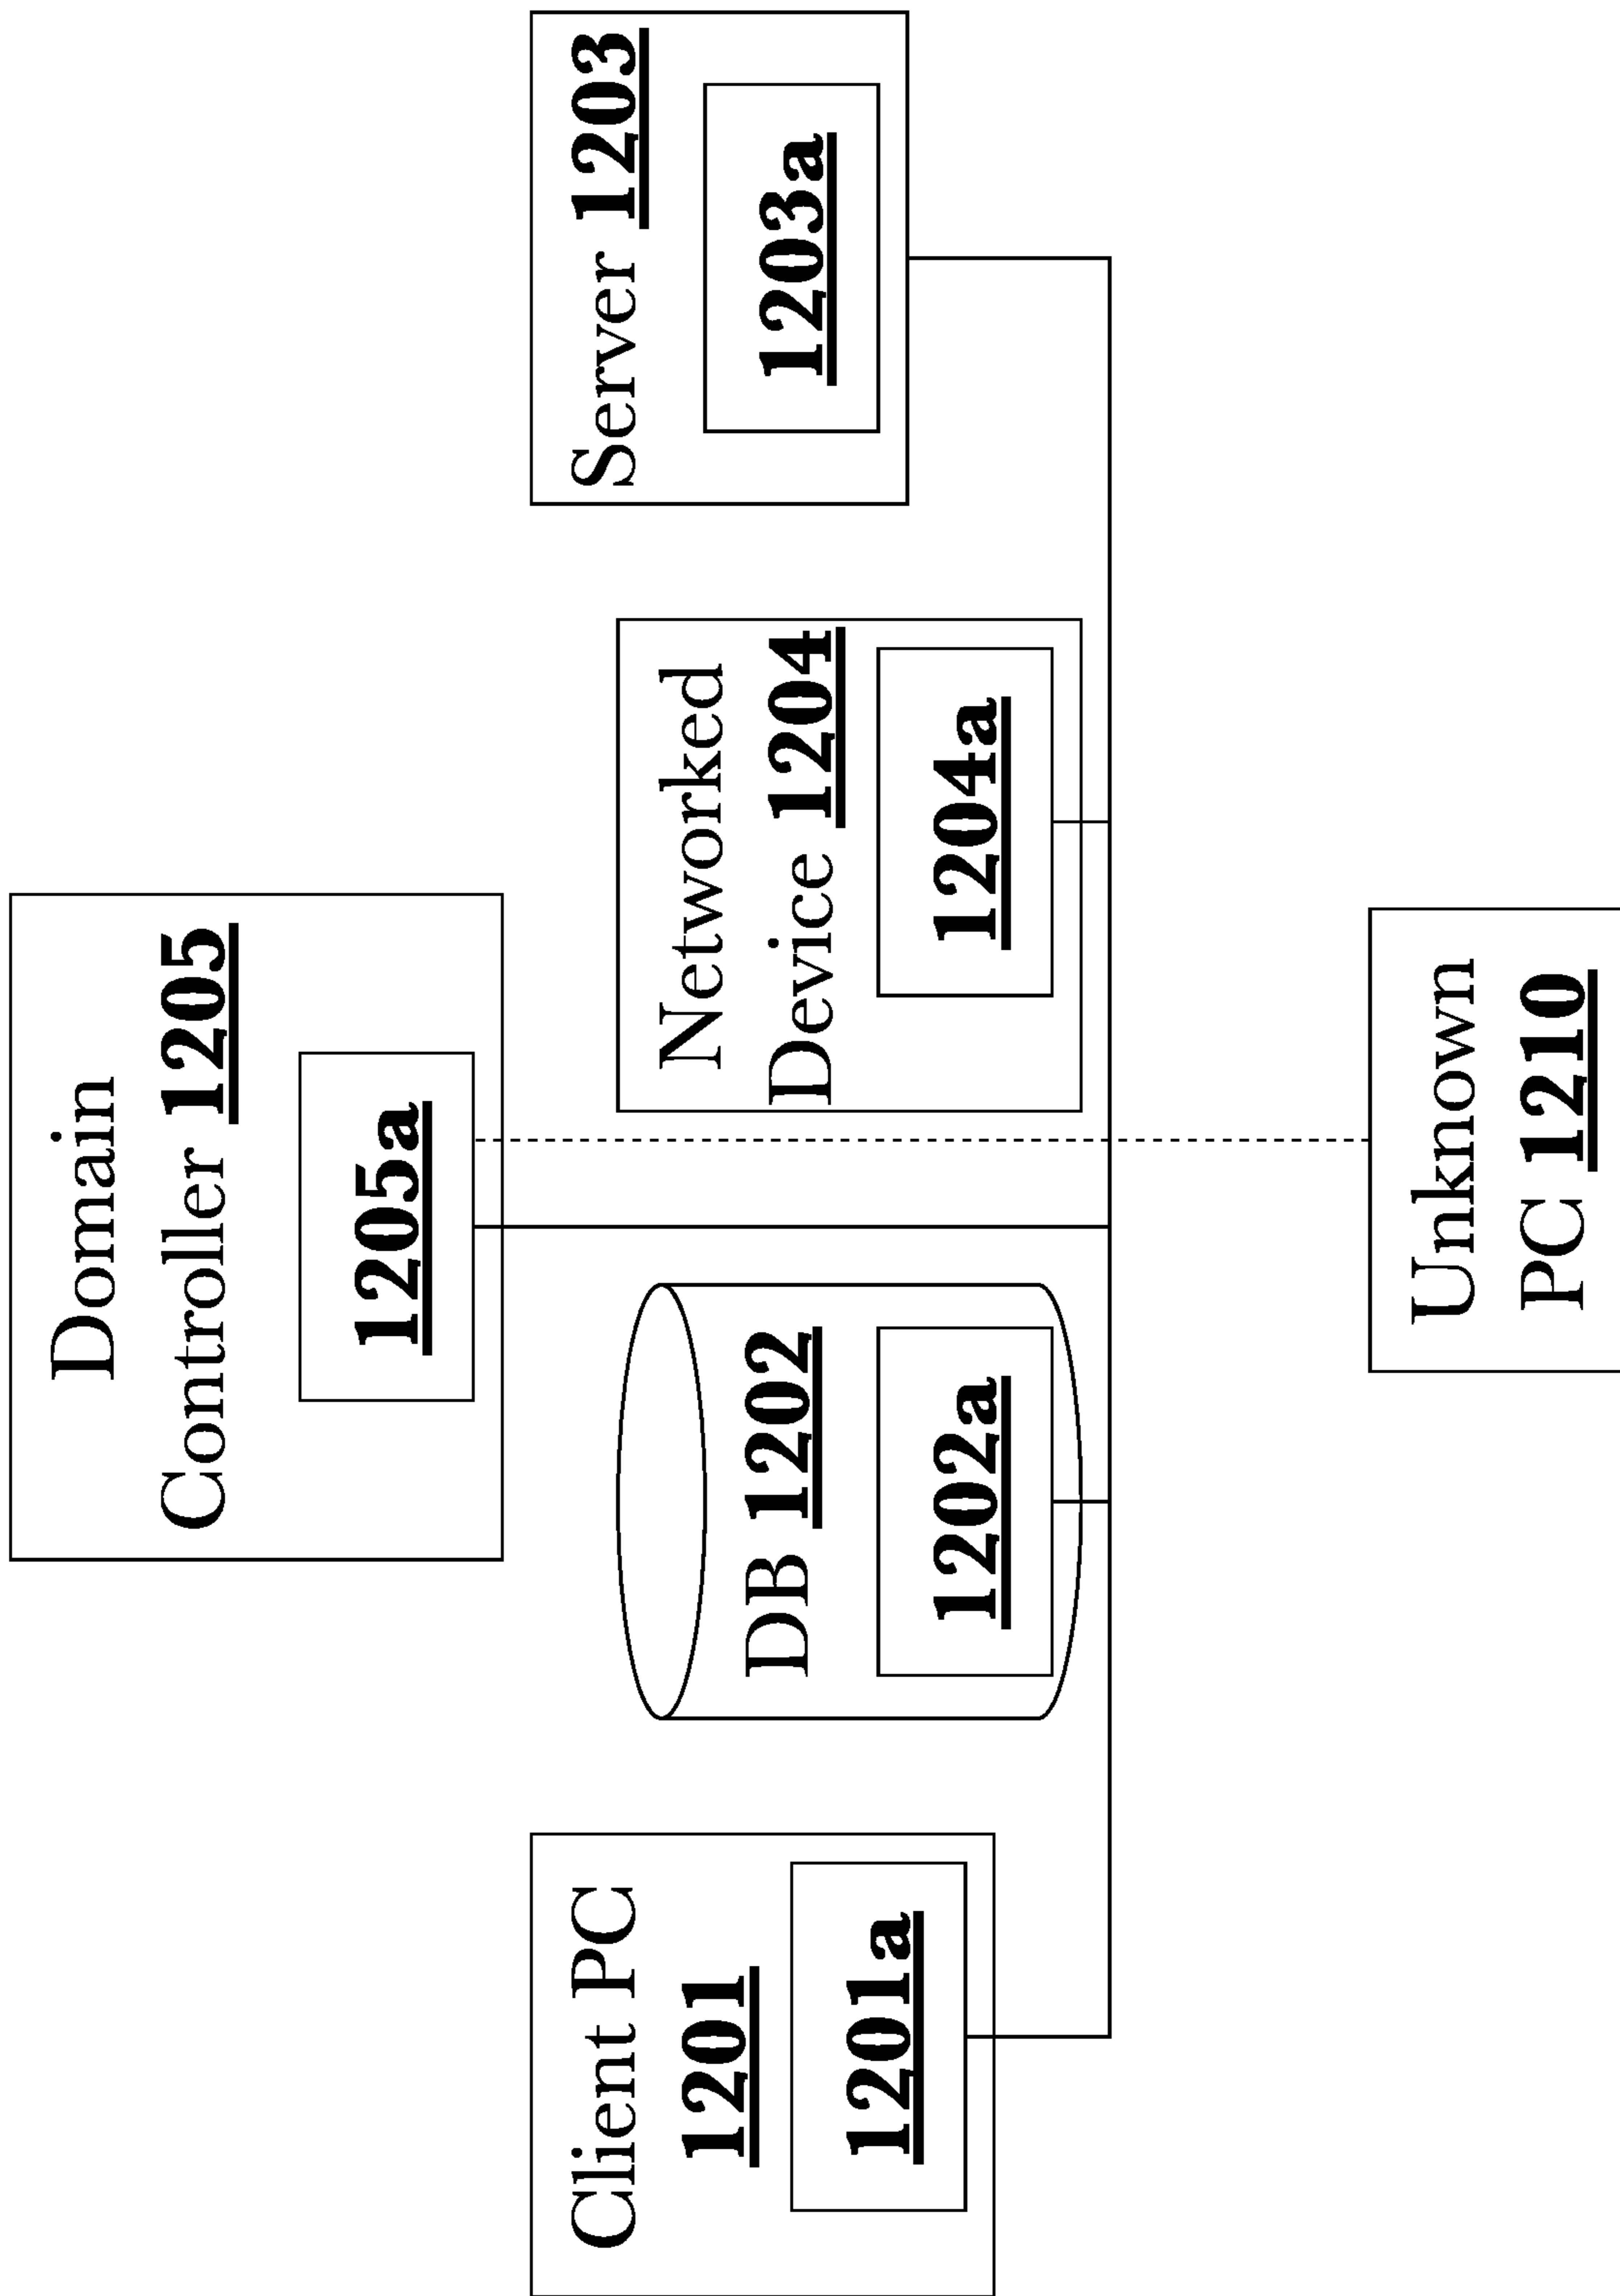 Domain
Controller 1205
1205a
Client PC
1201
1201a
DB 1202
1202a
Networked
Device 1204
1204a
Server 1203
1203a
Unknown
PC 1210